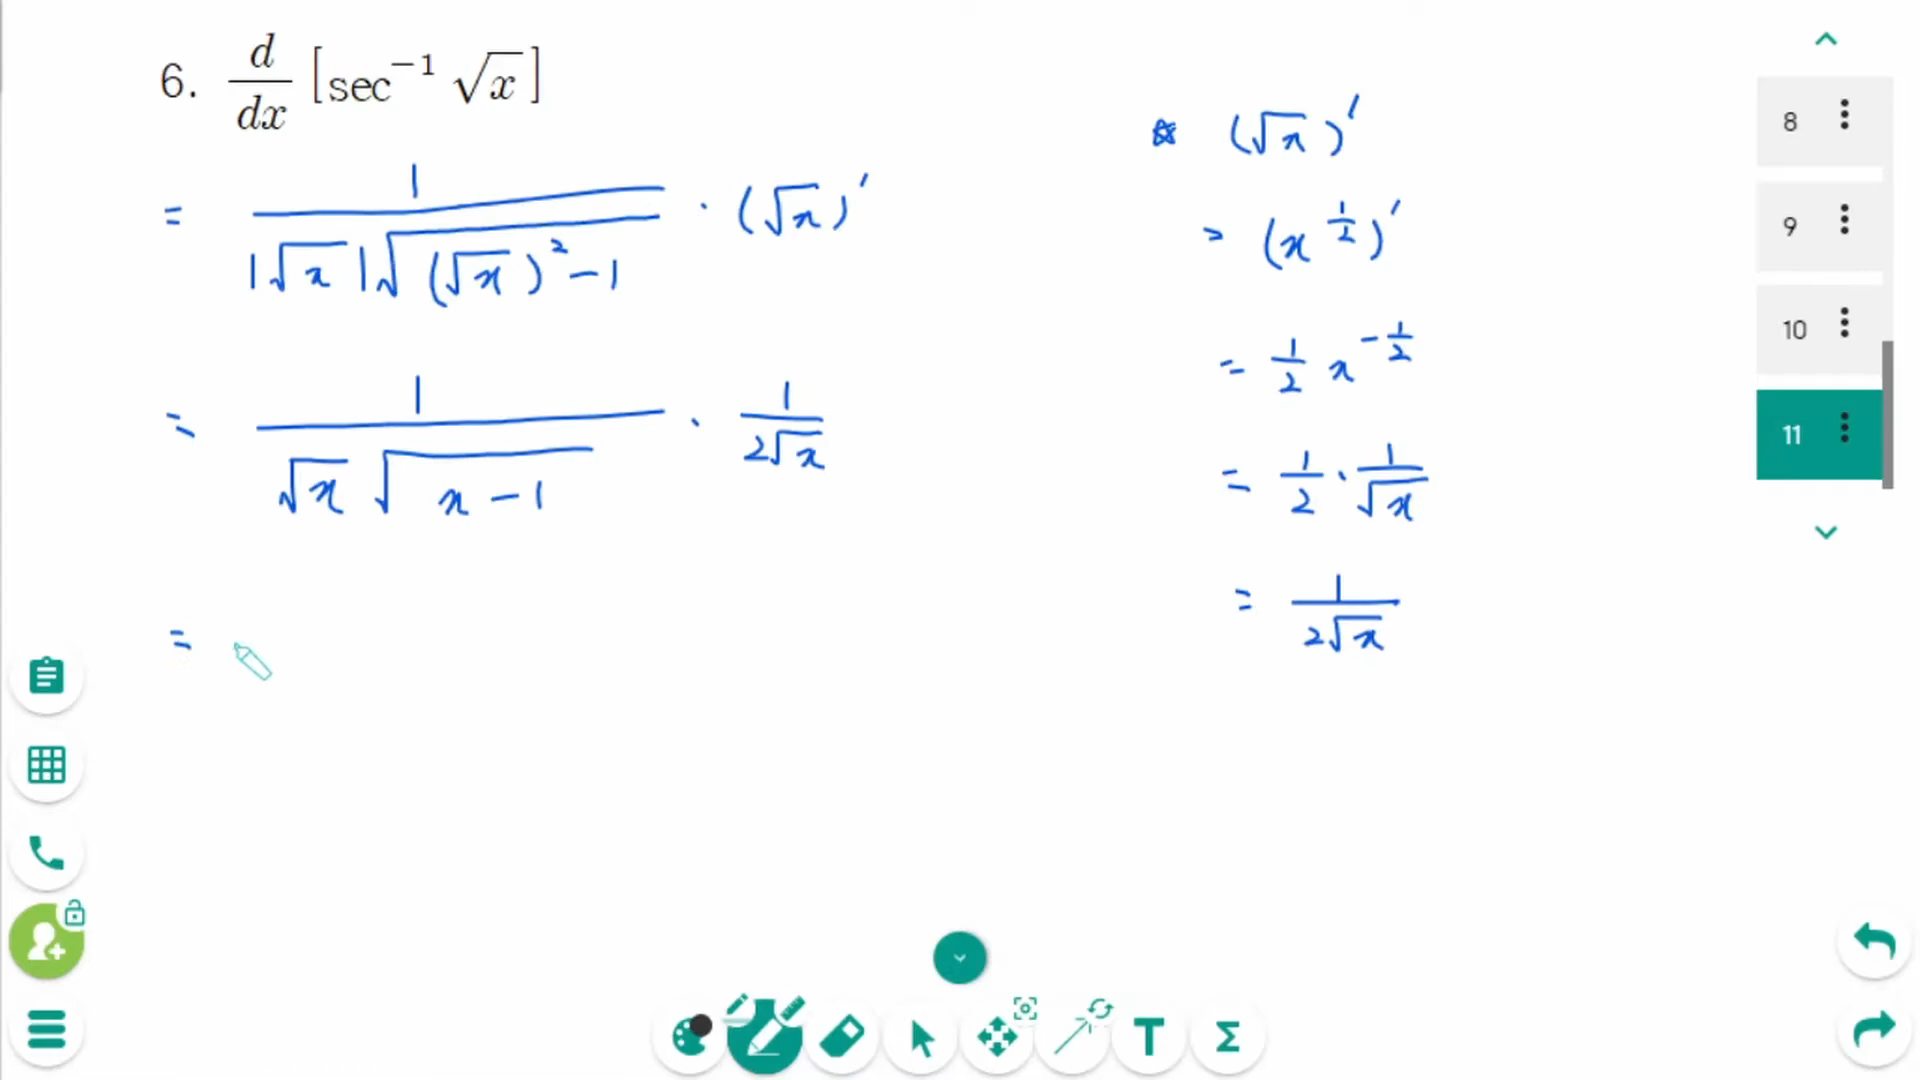 6. d/dx [sec⁻¹ √x]
= 1/(|√x|√((√x)² − 1)) · (√x)′
= 1/(√x √(x − 1)) · 1/(2√x)
=
☆ (√x)′
= (x^(1/2))′
= 1/2 x^(−1/2)
= 1/2 · 1/√x
= 1/(2√x)
8
9
10
11
T
Σ